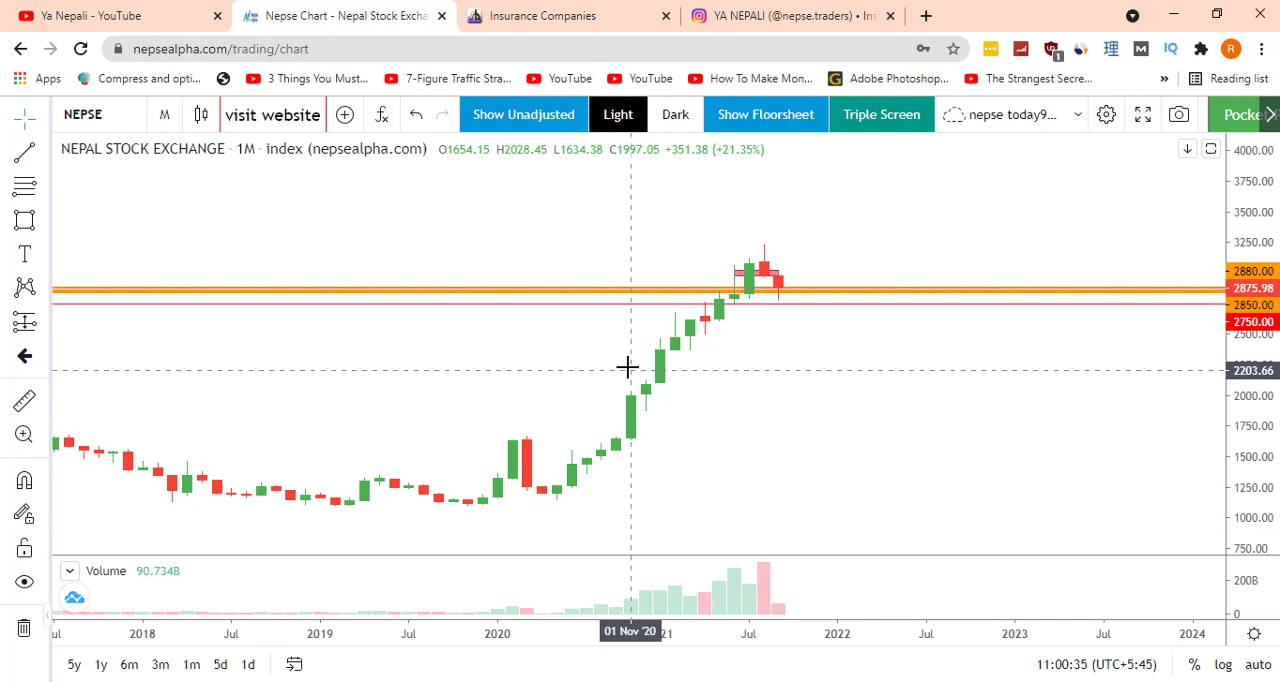 Ya Nepali - YouTube
Nepse Chart - Nepal Stock Excha
Insurance Companies
YA NEPALI (@nepse.traders) • Ins
nepsealpha.com/trading/chart
1
IQ
R
Apps
Compress and opti...
3 Things You Must...
7-Figure Traffic Stra...
YouTube
YouTube
How To Make Mon...
Adobe Photoshop...
The Strangest Secre...
»
Reading list
NEPSE
M
visit website
Show Unadjusted
Light
Dark
Show Floorsheet
Triple Screen
nepse today9...
NEPAL STOCK EXCHANGE · 1M · index (nepsealpha.com) O1654.15 H2028.45 L1634.38 C1997.05 +351.38 (+21.35%)
4000.00
3750.00
3500.00
3250.00
2880.00
2875.98
2850.00
2750.00
2500.00
2203.66
2000.00
1750.00
1500.00
1250.00
1000.00
750.00
Volume 90.734B
200B
0
2018
Jul
2019
Jul
2020
01 Nov '20
Jul
2022
Jul
2023
Jul
2024
5y
1y
6m
3m
1m
5d
1d
11:00:35 (UTC+5:45)
%
log
auto